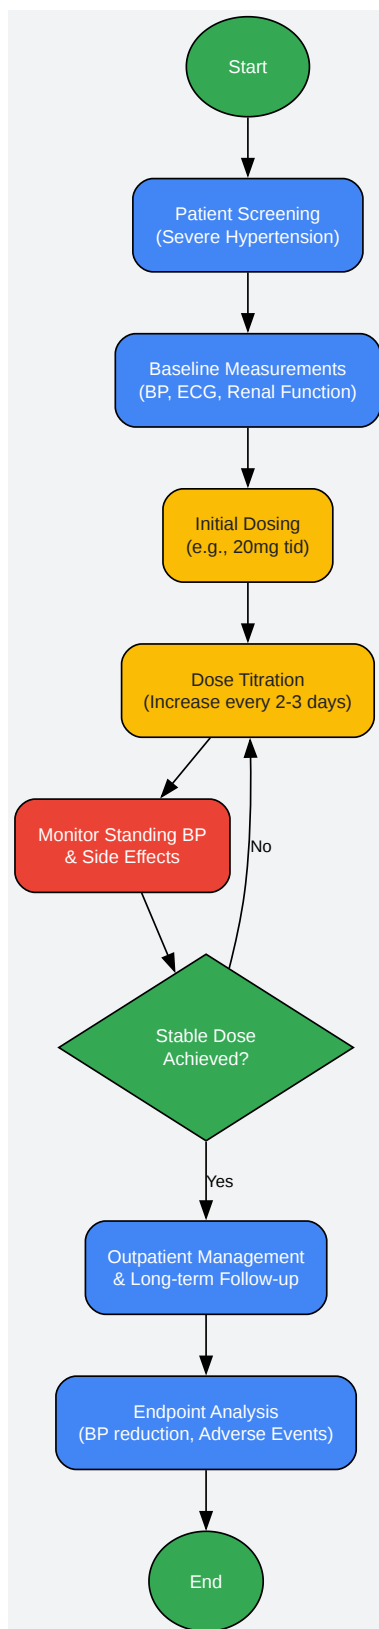 Start
Patient Screening
(Severe Hypertension)
Baseline Measurements
(BP, ECG, Renal Function)
Initial Dosing
(e.g., 20mg tid)
Dose Titration
(Increase every 2-3 days)
Monitor Standing BP
& Side Effects
No
Stable Dose
Achieved?
Yes
Outpatient Management
& Long-term Follow-up
Endpoint Analysis
(BP reduction, Adverse Events)
End